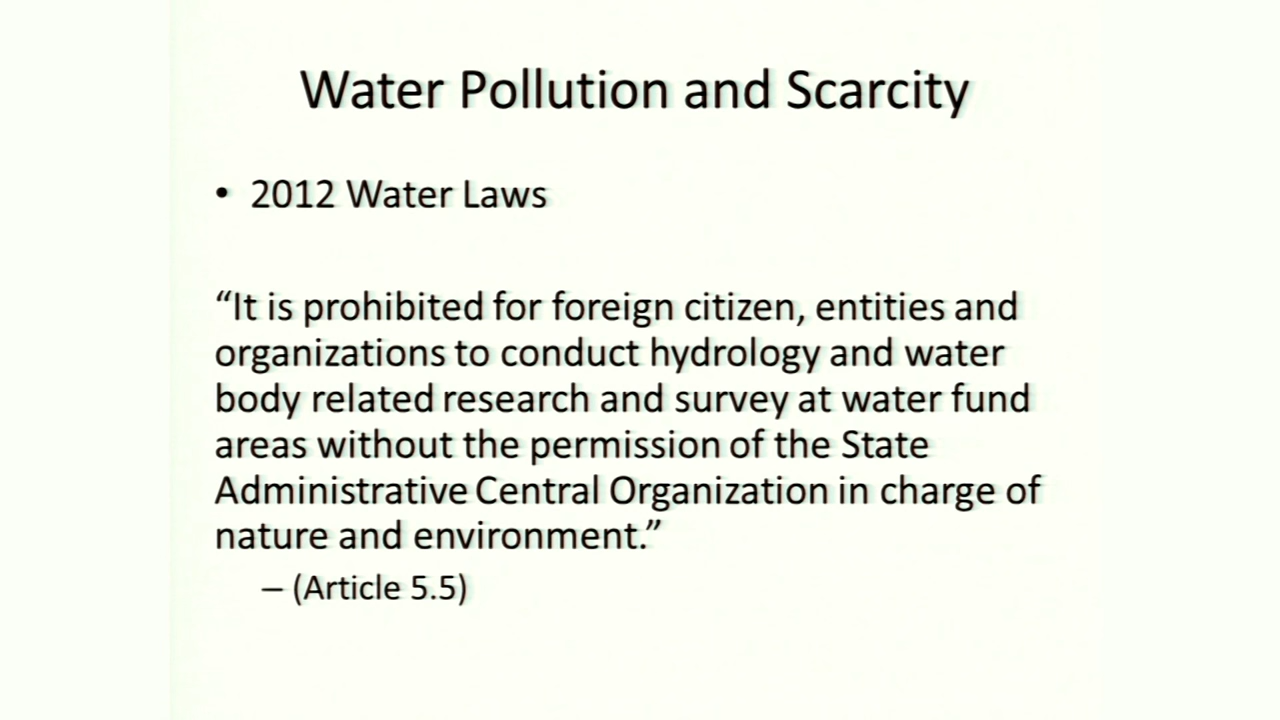 Water Pollution and Scarcity
• 2012 Water Laws
“It is prohibited for foreign citizen, entities and
organizations to conduct hydrology and water
body related research and survey at water fund
areas without the permission of the State
Administrative Central Organization in charge of
nature and environment.”
– (Article 5.5)